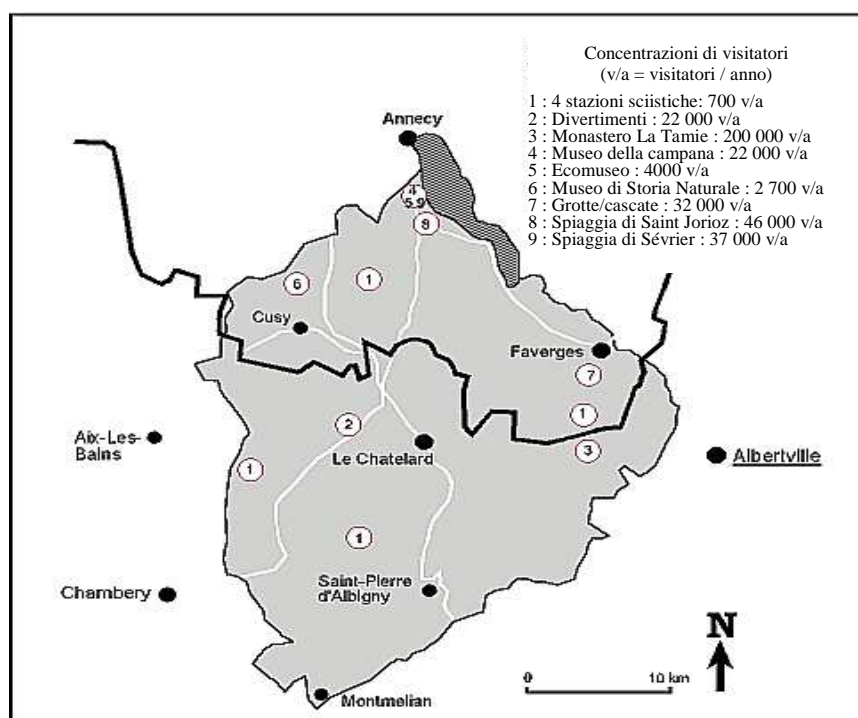 Concentrazioni di visitatori
(v/a = visitatori / anno)
1 : 4 stazioni sciistiche: 700 v/a
2 : Divertimenti : 22 000 v/a
3 : Monastero La Tamie : 200 000 v/a
4 : Museo della campana : 22 000 v/a
5 : Ecomuseo : 4000 v/a
6 : Museo di Storia Naturale : 2 700 v/a
7 : Grotte/cascate : 32 000 v/a
8 : Spiaggia di Saint Jorioz : 46 000 v/a
9 : Spiaggia di Sévrier : 37 000 v/a
Annecy
4
5.9
8
6
1
Cusy
Faverges
7
1
2
3
Aix-Les-
Bains
Le Chatelard
Albertville
1
1
Chambery
Saint-Pierre
d'Albigny
N
0
10 km
Montmelian